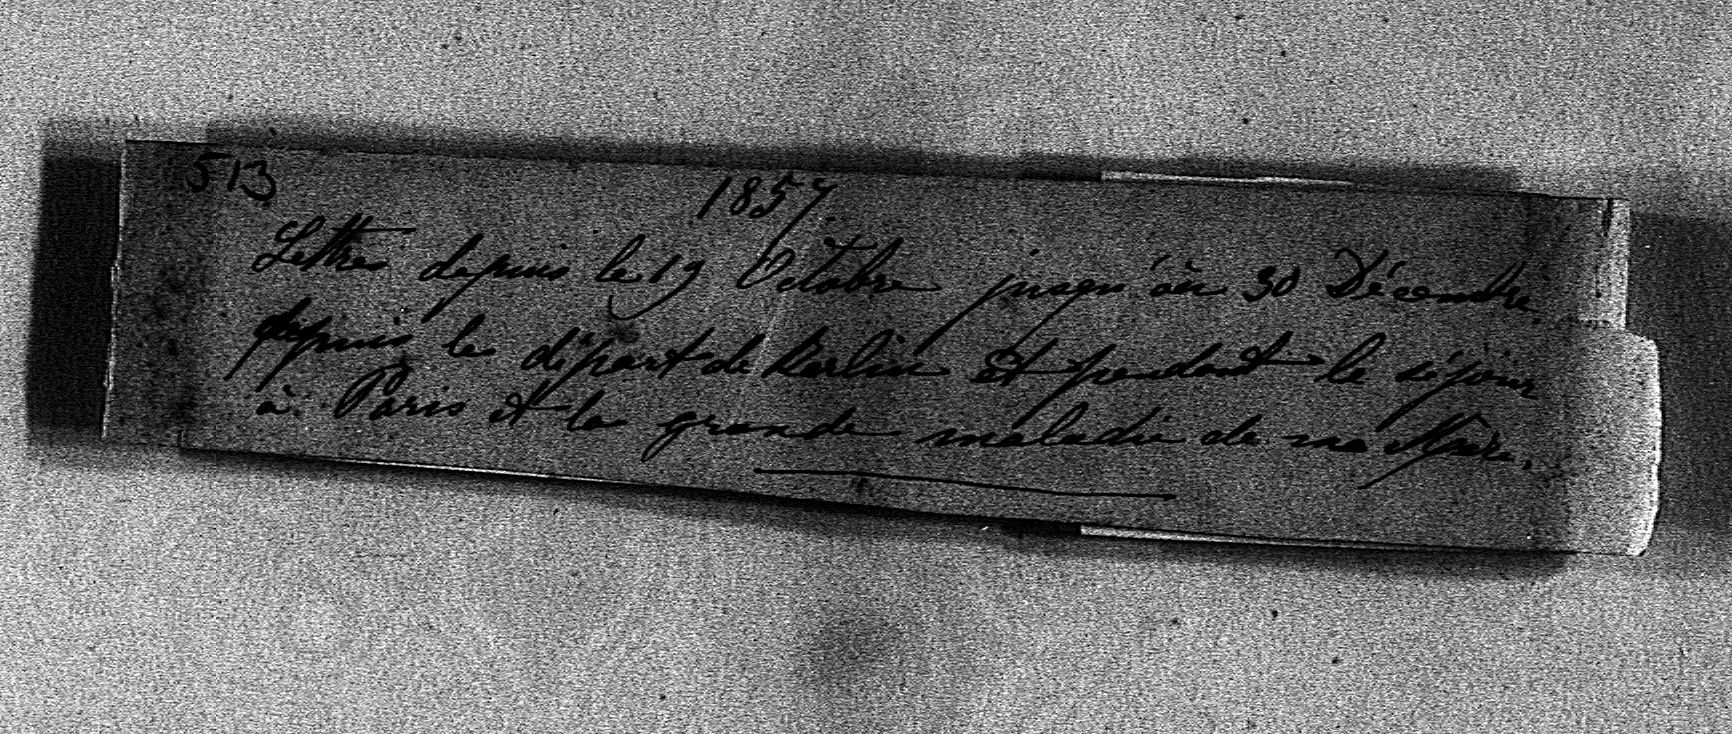 513
1857.
Lettres depuis le 19 Octobre jusqu'au 30 Décembre,
depuis le départ de Berlin et pendant le séjour
à Paris et la grande maladie de ma Mère.